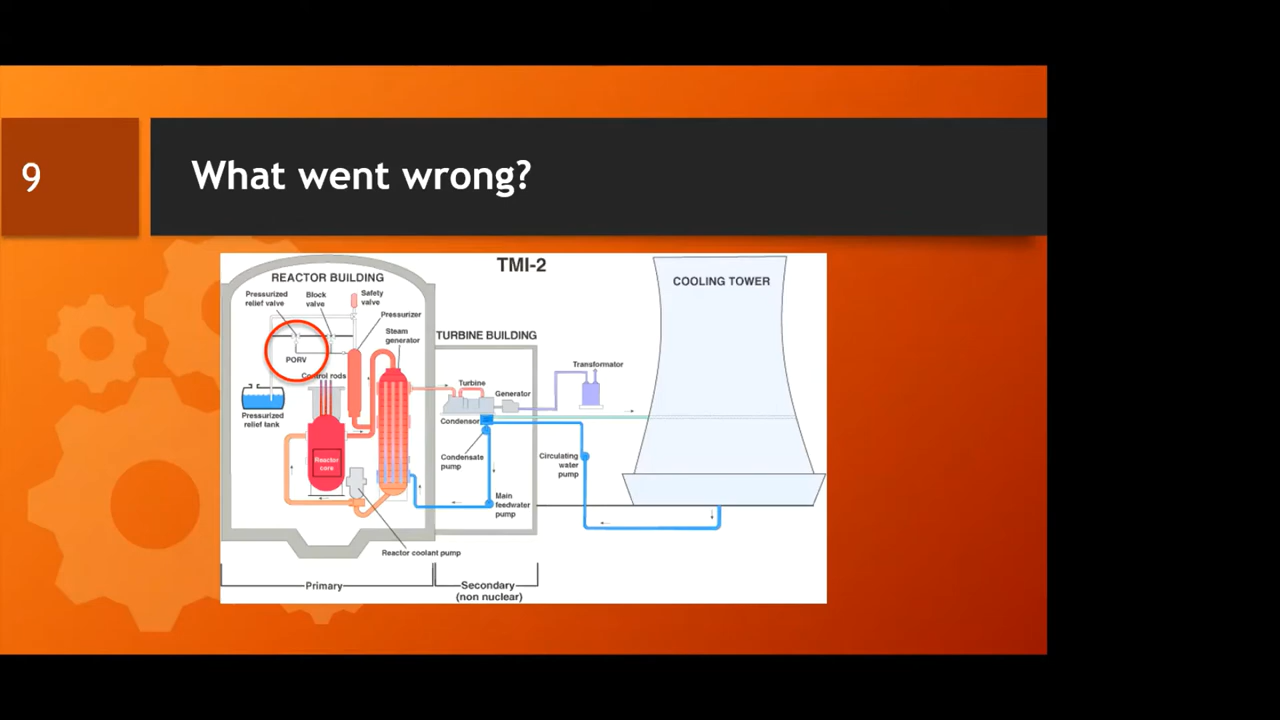 9
What went wrong?
TMI-2
REACTOR BUILDING
COOLING TOWER
Pressurized
relief valve
Block
valve
Safety
valve
Pressurizer
Steam
generator
TURBINE BUILDING
PORV
Control rods
Transformator
Turbine
Generator
Pressurized
relief tank
Condensor
Reactor
core
Condensate
pump
Circulating
water
pump
Main
feedwater
pump
Reactor coolant pump
Primary
Secondary
(non nuclear)